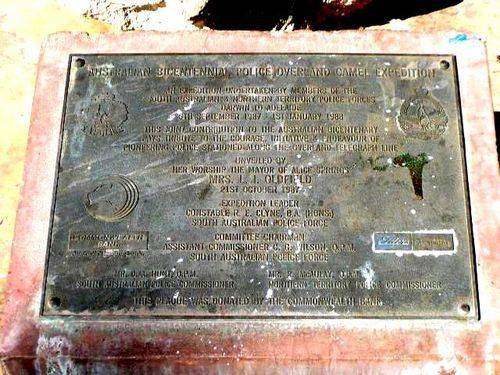 AUSTRALIAN BICENTENNIAL POLICE OVERLAND CAMEL EXPEDITION
AN EXPEDITION UNDERTAKEN BY MEMBERS OF THE
SOUTH AUSTRALIAN & NORTHERN TERRITORY POLICE FORCES
DARWIN TO ADELAIDE
SEPTEMBER 1987 - 1ST JANUARY 1988
THIS JOINT CONTRIBUTION TO THE AUSTRALIAN BICENTENARY
PAYS TRIBUTE TO THE COURAGE, INITIATIVE & ENDEAVOUR OF
PIONEERING POLICE STATIONED ALONG THE OVERLAND TELEGRAPH LINE
UNVEILED BY
HER WORSHIP THE MAYOR OF ALICE SPRINGS
MRS. L. J. OLDFIELD
21ST OCTOBER 1987
EXPEDITION LEADER
CONSTABLE R. E. CLYNE, B.A. (HONS)
SOUTH AUSTRALIAN POLICE FORCE
COMMONWEALTH
BANK
COMMITTEE CHAIRMAN
ASSISTANT COMMISSIONER C. G. WILSON, Q.P.M.
SOUTH AUSTRALIAN POLICE FORCE
MR. D.A. HUNT, Q.P.M.
SOUTH AUSTRALIAN POLICE COMMISSIONER
MR. R. McAULAY, Q.P.M.
NORTHERN TERRITORY POLICE COMMISSIONER
THIS PLAQUE WAS DONATED BY THE COMMONWEALTH BANK